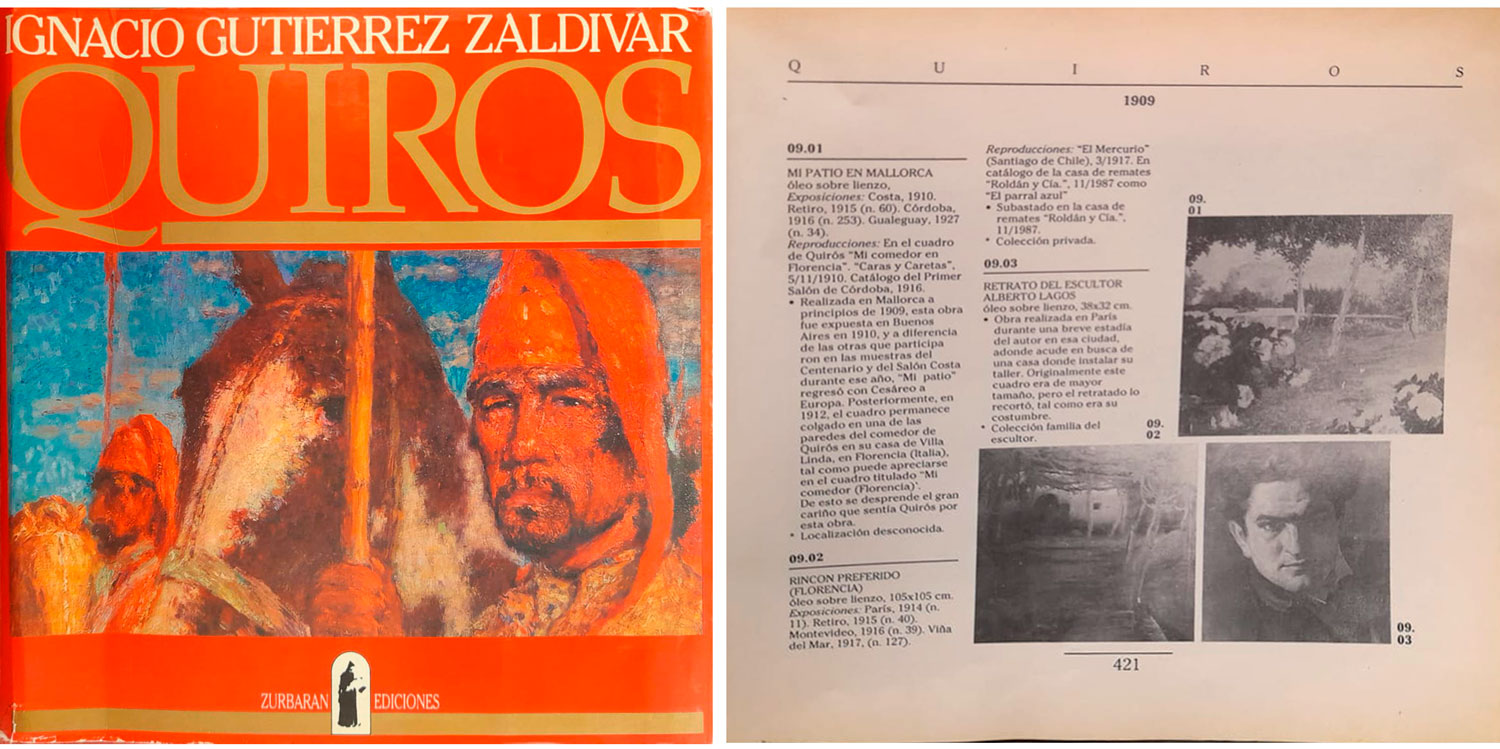 IGNACIO GUTIERREZ ZALDIVAR
QUIROS
ZURBARAN EDICIONES
Q U I R O S
1909
09.01
MI PATIO EN MALLORCA
óleo sobre lienzo,
Exposiciones: Costa, 1910.
Retiro, 1915 (n. 60). Córdoba,
1916 (n. 253). Gualeguay, 1927
(n. 34).
Reproducciones: En el cuadro
de Quirós "Mi comedor en
Florencia". "Caras y Caretas",
5/11/1910. Catálogo del Primer
Salón de Córdoba, 1916.
• Realizada en Mallorca a
principios de 1909, esta obra
fue expuesta en Buenos
Aires en 1910, y a diferencia
de las otras que participa
ron en las muestras del
Centenario y del Salón Costa
durante ese año, "Mi patio"
regresó con Cesáreo a
Europa. Posteriormente, en
1912, el cuadro permanece
colgado en una de las
paredes del comedor de
Quirós en su casa de Villa
Linda, en Florencia (Italia),
tal como puede apreciarse
en el cuadro titulado "Mi
comedor (Florencia)'.
De esto se desprende el gran
cariño que sentía Quirós por
esta obra.
* Localización desconocida.
09.02
RINCON PREFERIDO
(FLORENCIA)
óleo sobre lienzo, 105x105 cm.
Exposiciones: París, 1914 (n.
11). Retiro, 1915 (n. 40).
Montevideo, 1916 (n. 39). Viña
del Mar, 1917, (n. 127).
Reproducciones: "El Mercurio"
(Santiago de Chile), 3/1917. En
catálogo de la casa de remates
"Roldán y Cía.", 11/1987 como
"El parral azul"
• Subastado en la casa de
remates "Roldán y Cía.",
11/1987.
* Colección privada.
09.03
RETRATO DEL ESCULTOR
ALBERTO LAGOS
óleo sobre lienzo, 38x32 cm.
• Obra realizada en París
durante una breve estadía
del autor en esa ciudad,
adonde acude en busca de
una casa donde instalar su
taller. Originalmente este
cuadro era de mayor
tamaño, pero el retratado lo
recortó, tal como era su
costumbre.
* Colección familia del
escultor.
09.
01
09.
02
09.
03
421